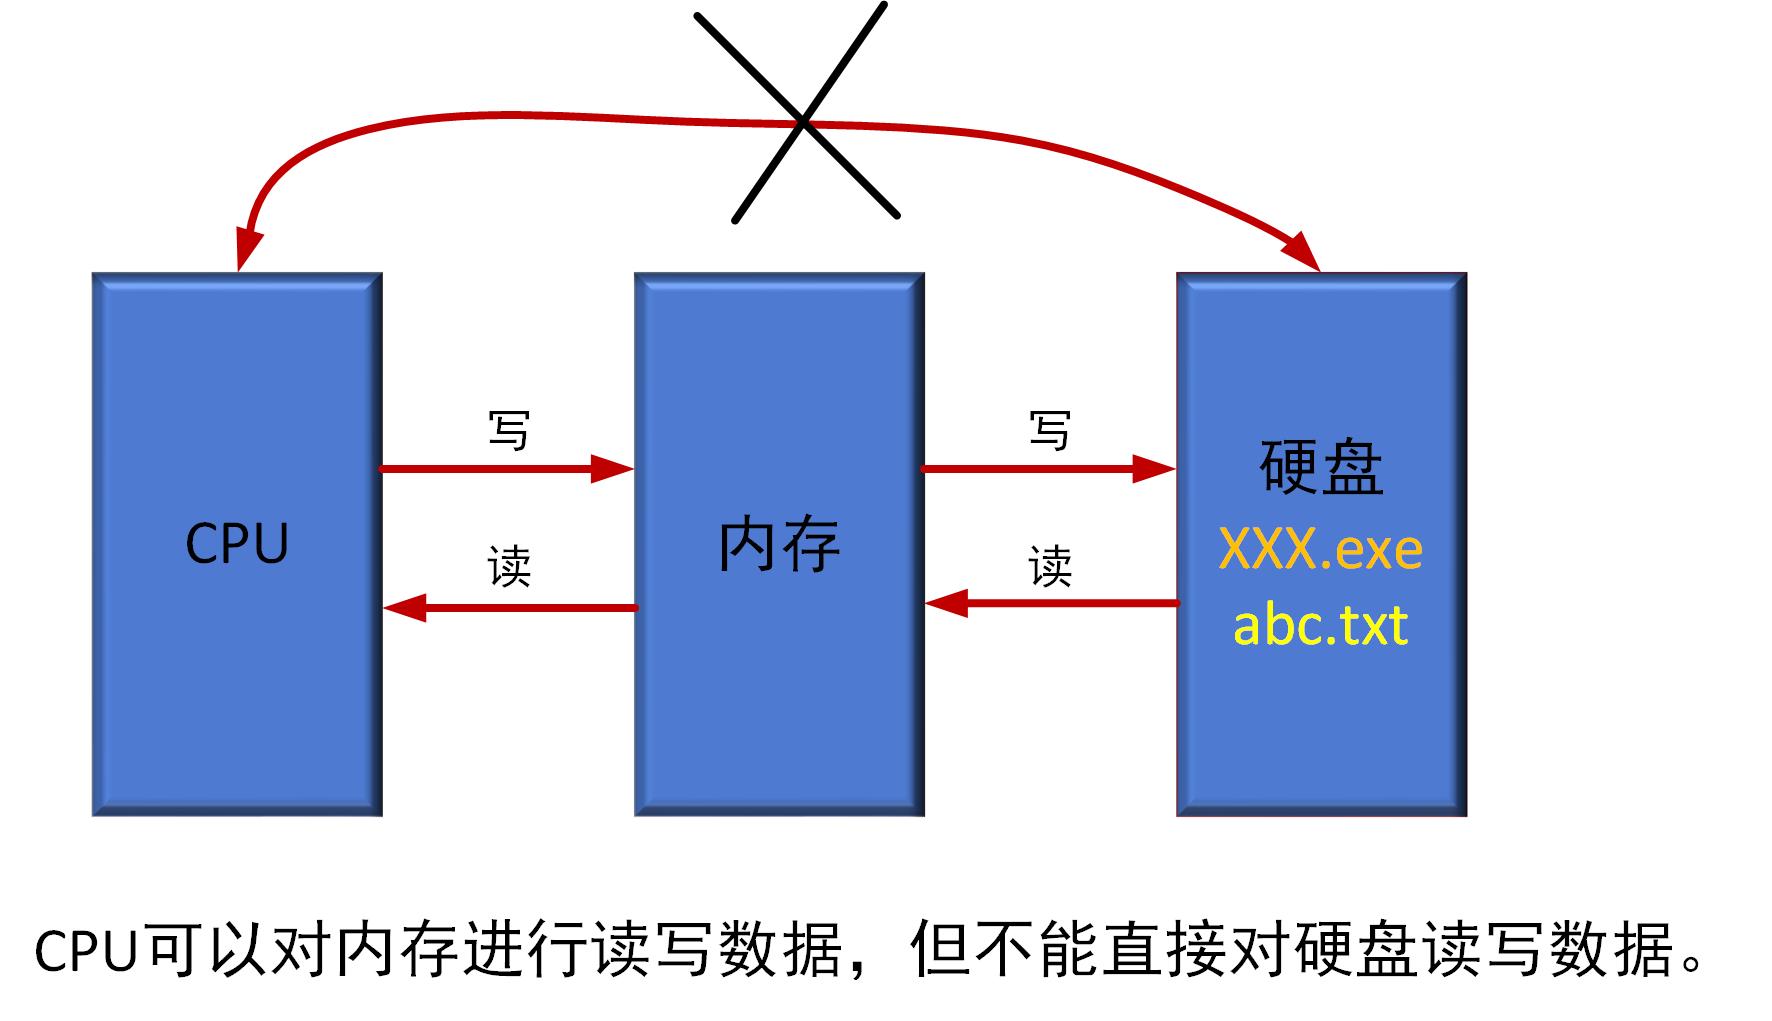 写
写
硬盘
XXX.exe
CPU
内存
读
读
abc.txt
CPU可以对内存进行读写数据，但不能直接对硬盘读写数据。